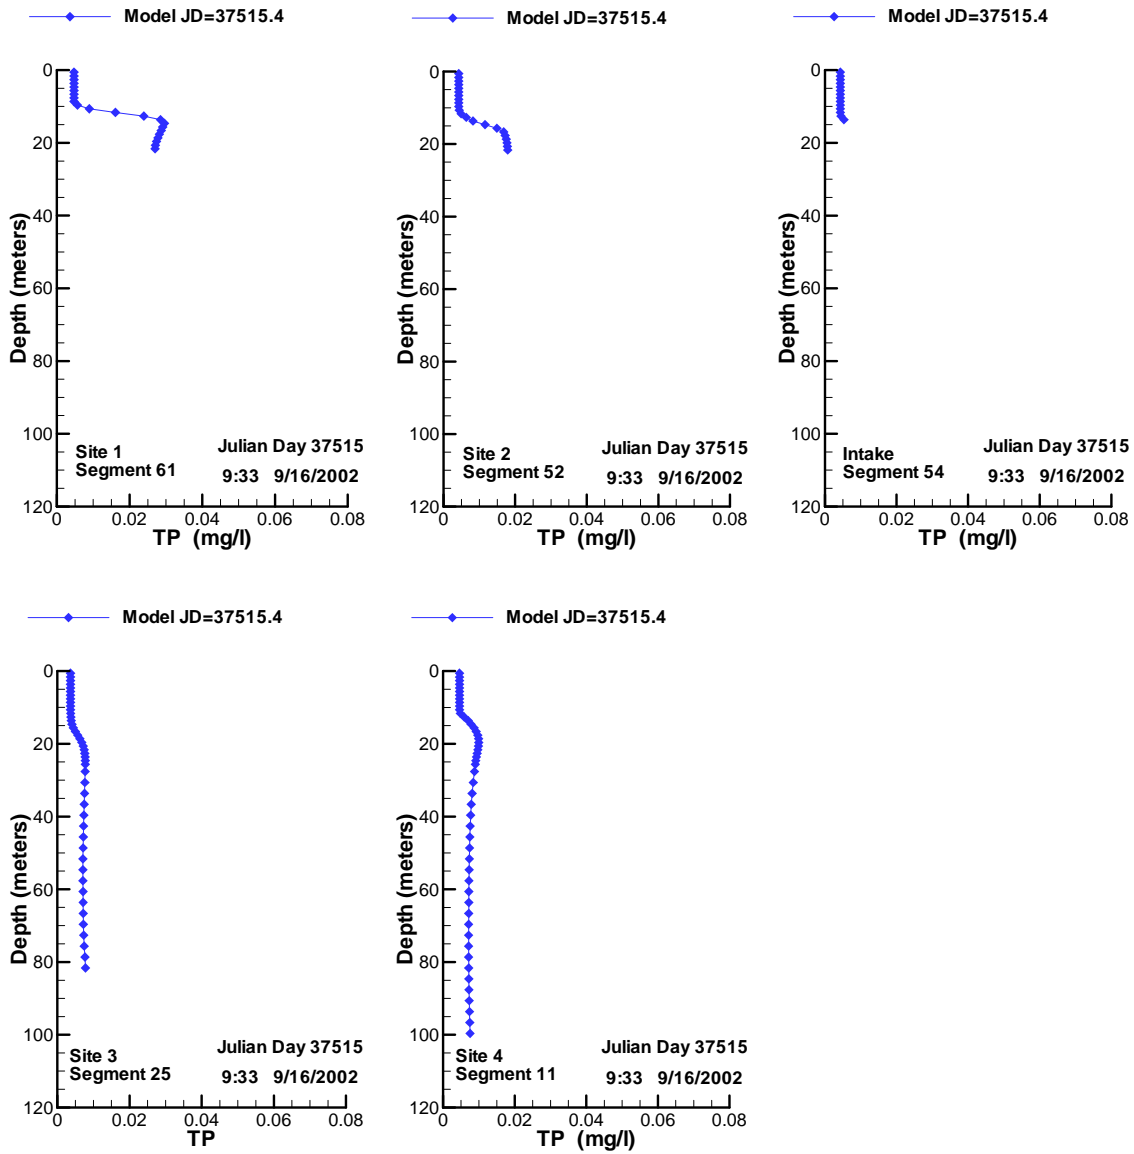 Model JD=37515.4
0
20
40
60
80
100
120
Depth (meters)
Site 1
Segment 61
Julian Day 37515
9:33 9/16/2002
0 0.02 0.04 0.06 0.08
TP (mg/l)
Model JD=37515.4
0
20
40
60
80
100
120
Depth (meters)
Site 2
Segment 52
Julian Day 37515
9:33 9/16/2002
0 0.02 0.04 0.06 0.08
TP (mg/l)
Model JD=37515.4
0
20
40
60
80
100
120
Depth (meters)
Intake
Segment 54
Julian Day 37515
9:33 9/16/2002
0 0.02 0.04 0.06 0.08
TP (mg/l)
Model JD=37515.4
0
20
40
60
80
100
120
Depth (meters)
Site 3
Segment 25
Julian Day 37515
9:33 9/16/2002
0 0.02 0.04 0.06 0.08
TP
Model JD=37515.4
0
20
40
60
80
100
120
Depth (meters)
Site 4
Segment 11
Julian Day 37515
9:33 9/16/2002
0 0.02 0.04 0.06 0.08
TP (mg/l)